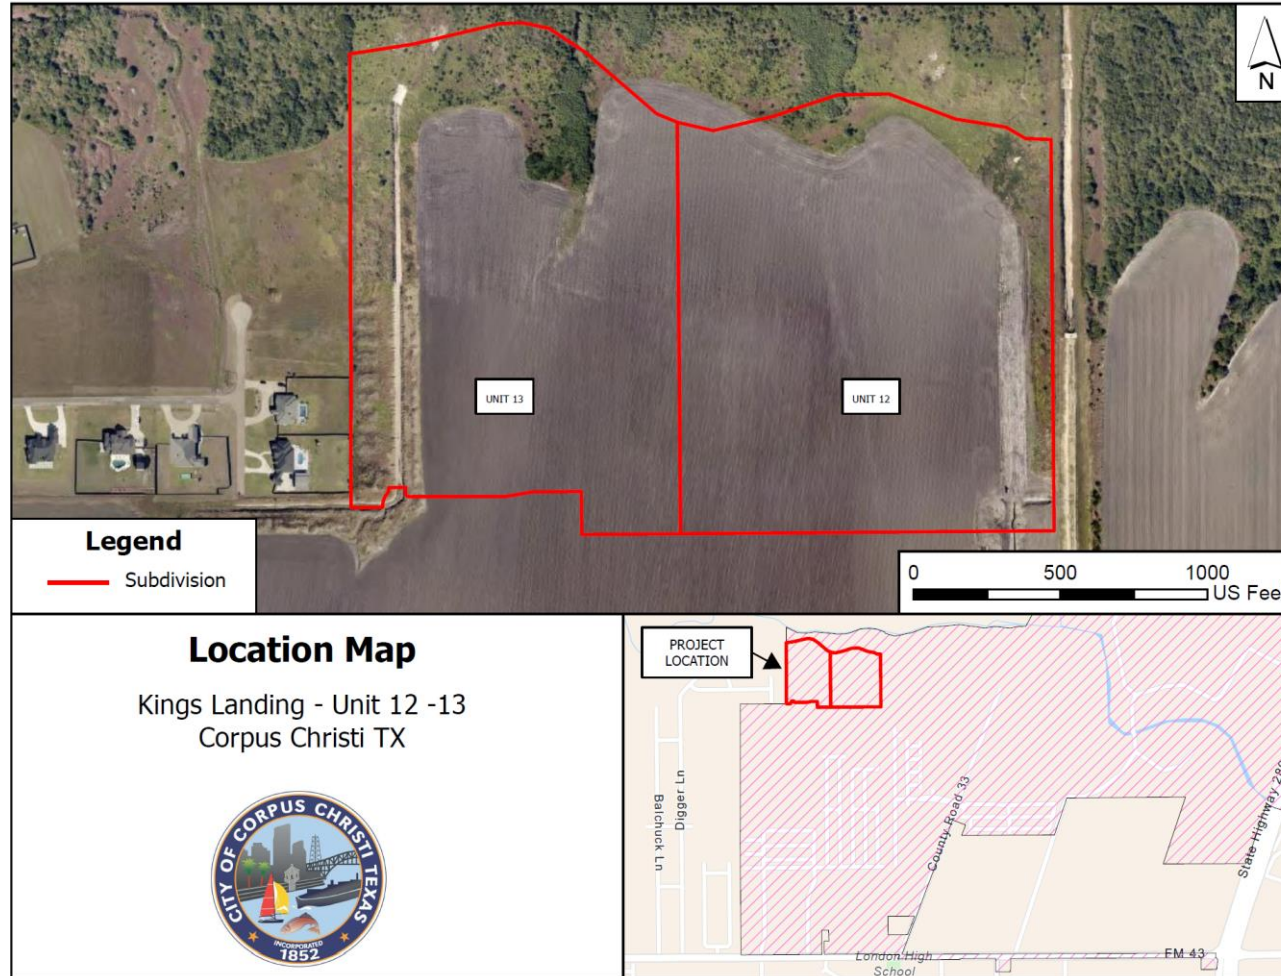 N
UNIT 13
UNIT 12
Legend
Subdivision
0 500 1000
US Fee
Location Map
Kings Landing - Unit 12 -13
Corpus Christi TX
CITY OF CORPUS CHRISTI TEXAS
INCORPORATED
1852
PROJECT
LOCATION
Balchuck Ln
Digger Ln
County Road 33
State Highway 286
London High
School
FM 43